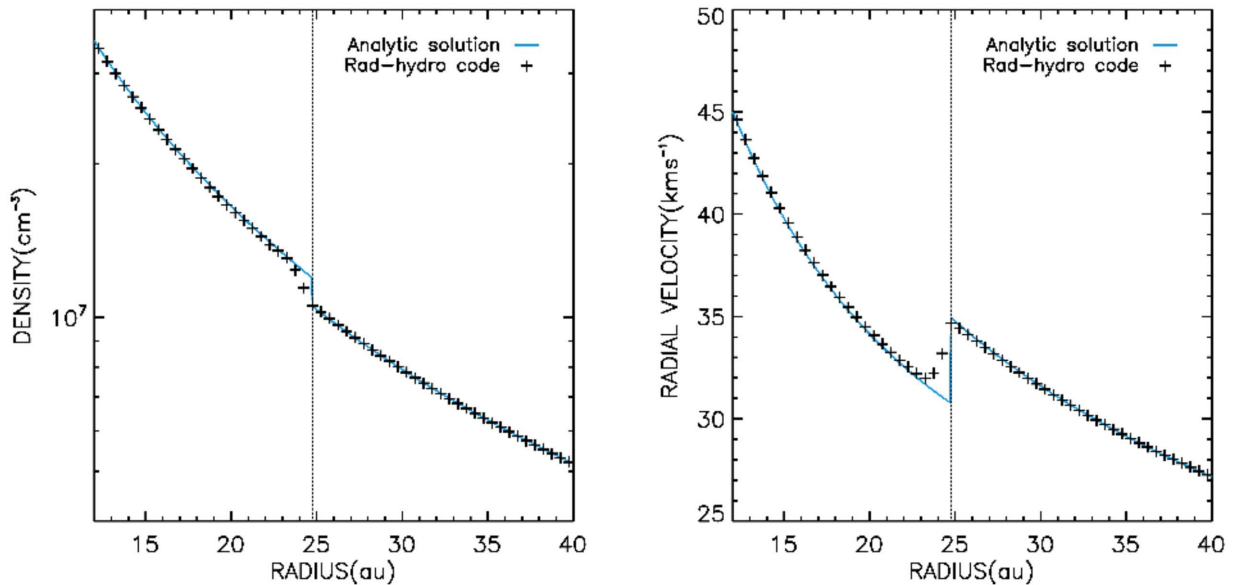 Analytic solution
Rad-hydro code +
DENSITY(cm⁻³)
10⁷
15 20 25 30 35 40
RADIUS(au)
Analytic solution
Rad-hydro code +
RADIAL VELOCITY(kms⁻¹)
50
45
40
35
30
25
15 20 25 30 35 40
RADIUS(au)